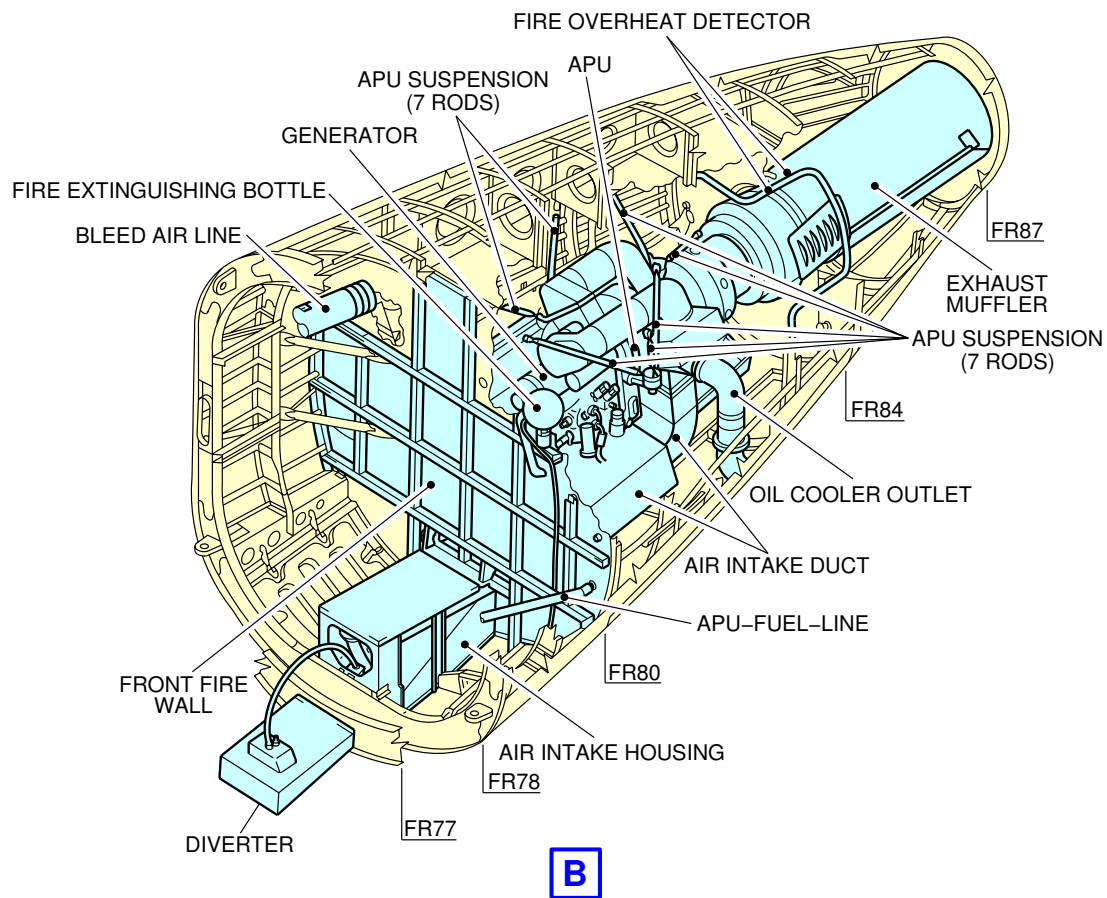 FIRE OVERHEAT DETECTOR
APU
APU SUSPENSION
(7 RODS)
GENERATOR
FIRE EXTINGUISHING BOTTLE
BLEED AIR LINE
FR87
EXHAUST
MUFFLER
APU SUSPENSION
(7 RODS)
FR84
OIL COOLER OUTLET
AIR INTAKE DUCT
APU–FUEL–LINE
FR80
FRONT FIRE
WALL
AIR INTAKE HOUSING
FR78
FR77
DIVERTER
B